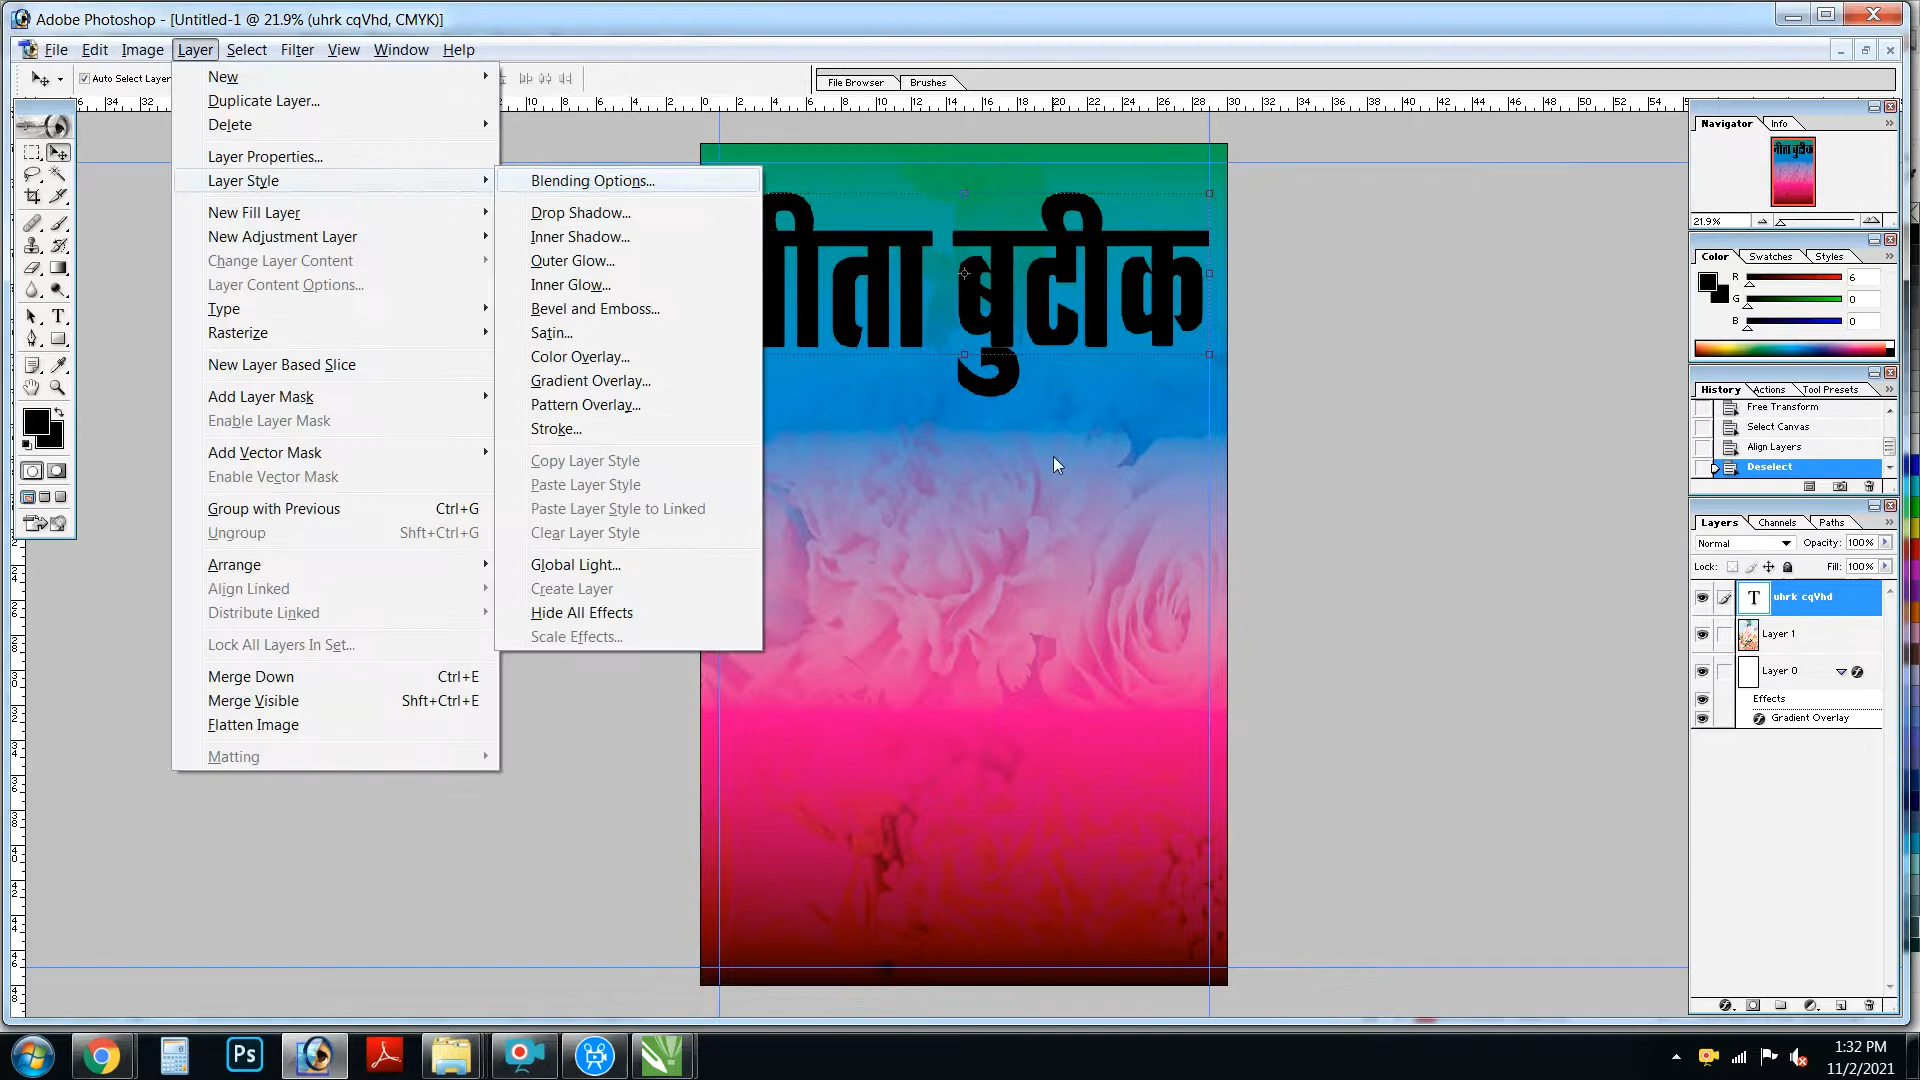 Adobe Photoshop - [Untitled-1 @ 21.9% (uhrk cqVhd, CMYK)]
File Edit Image Layer Select Filter View Window Help
Auto Select Layer
File Browser Brushes
New
Duplicate Layer...
Delete
Layer Properties...
Layer Style
New Fill Layer
New Adjustment Layer
Change Layer Content
Layer Content Options...
Type
Rasterize
New Layer Based Slice
Add Layer Mask
Enable Layer Mask
Add Vector Mask
Enable Vector Mask
Group with Previous Ctrl+G
Ungroup Shft+Ctrl+G
Arrange
Align Linked
Distribute Linked
Lock All Layers In Set...
Merge Down Ctrl+E
Merge Visible Shft+Ctrl+E
Flatten Image
Matting
Blending Options...
Drop Shadow...
Inner Shadow...
Outer Glow...
Inner Glow...
Bevel and Emboss...
Satin...
Color Overlay...
Gradient Overlay...
Pattern Overlay...
Stroke...
Copy Layer Style
Paste Layer Style
Paste Layer Style to Linked
Clear Layer Style
Global Light...
Create Layer
Hide All Effects
Scale Effects...
बुटीक
Navigator Info
21.9%
Color Swatches Styles
R 6
G 0
B 0
History Actions Tool Presets
Free Transform
Select Canvas
Align Layers
Deselect
Layers Channels Paths
Normal Opacity: 100%
Lock: Fill: 100%
T uhrk cqVhd
Layer 1
Layer 0
Effects
Gradient Overlay
Ps
1:32 PM
11/2/2021